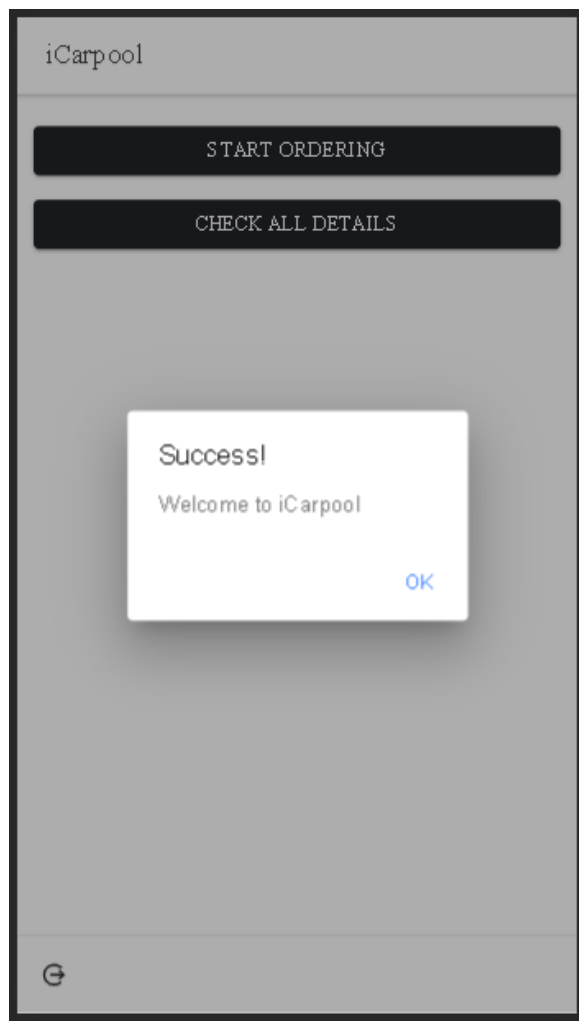 iCarpool
START ORDERING
CHECK ALL DETAILS
Success!
Welcome to iCarpool
OK